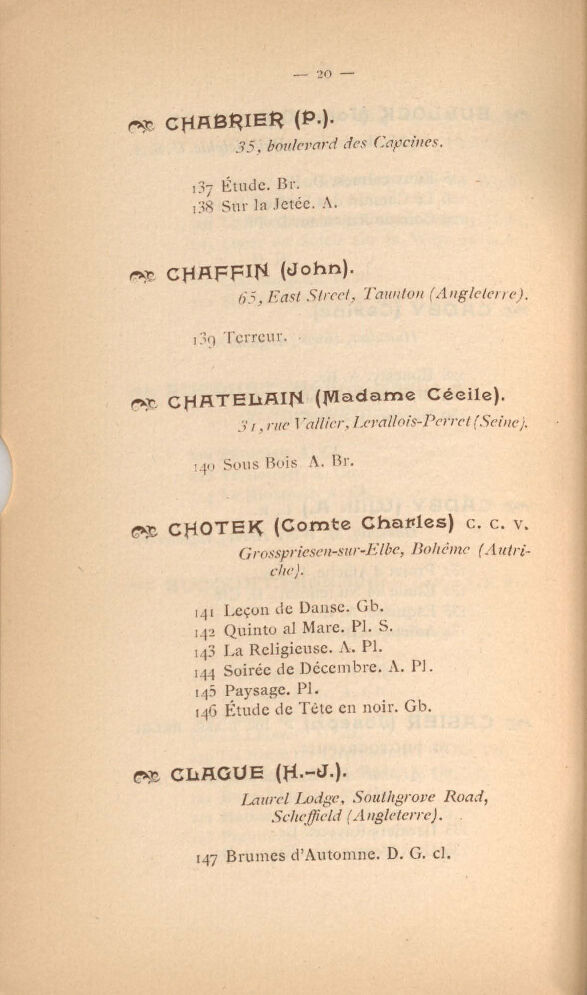 — 20 —
CHABRIER (P.).
35, boulevard des Capcines.
137 Étude. Br.
138 Sur la Jetée. A.
CHAFFIN (John).
65, East Street, Taunton (Angleterre).
139 Terreur.
CHATELAIN (Madame Cécile).
31, rue Vallier, Levallois-Perret (Seine).
140 Sous Bois A. Br.
CHOTEK (Comte Charles) C. C. V.
Grosspriesen-sur-Elbe, Bohême (Autri-
che).
141 Leçon de Danse. Gb.
142 Quinto al Mare. Pl. S.
143 La Religieuse. A. Pl.
144 Soirée de Décembre. A. Pl.
145 Paysage. Pl.
146 Étude de Tète en noir. Gb.
CLAGUE (H.-J.).
Laurel Lodge, Southgrove Road,
Scheffield (Angleterre).
147 Brumes d'Automne. D. G. cl.